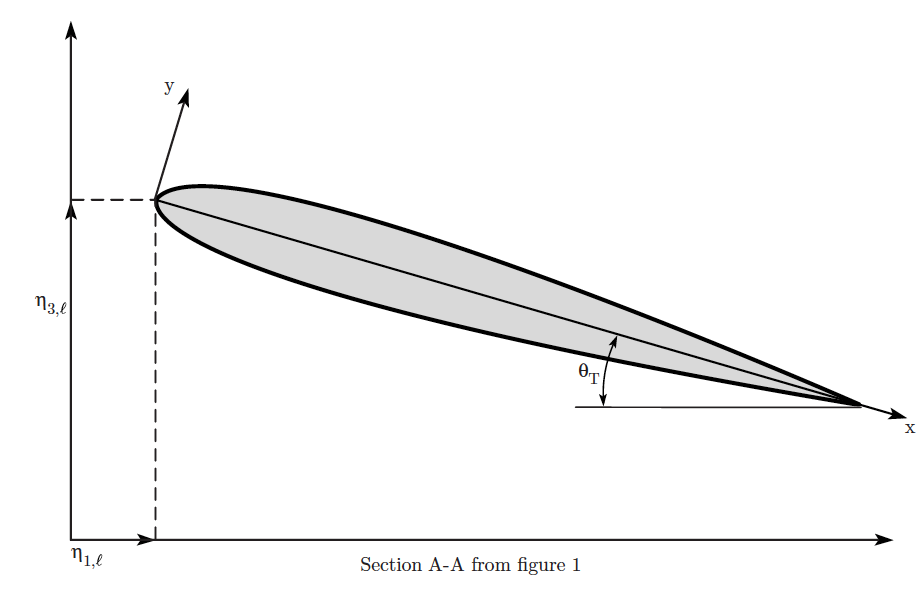 y
η3,ℓ
θT
x
η1,ℓ
Section A-A from figure 1